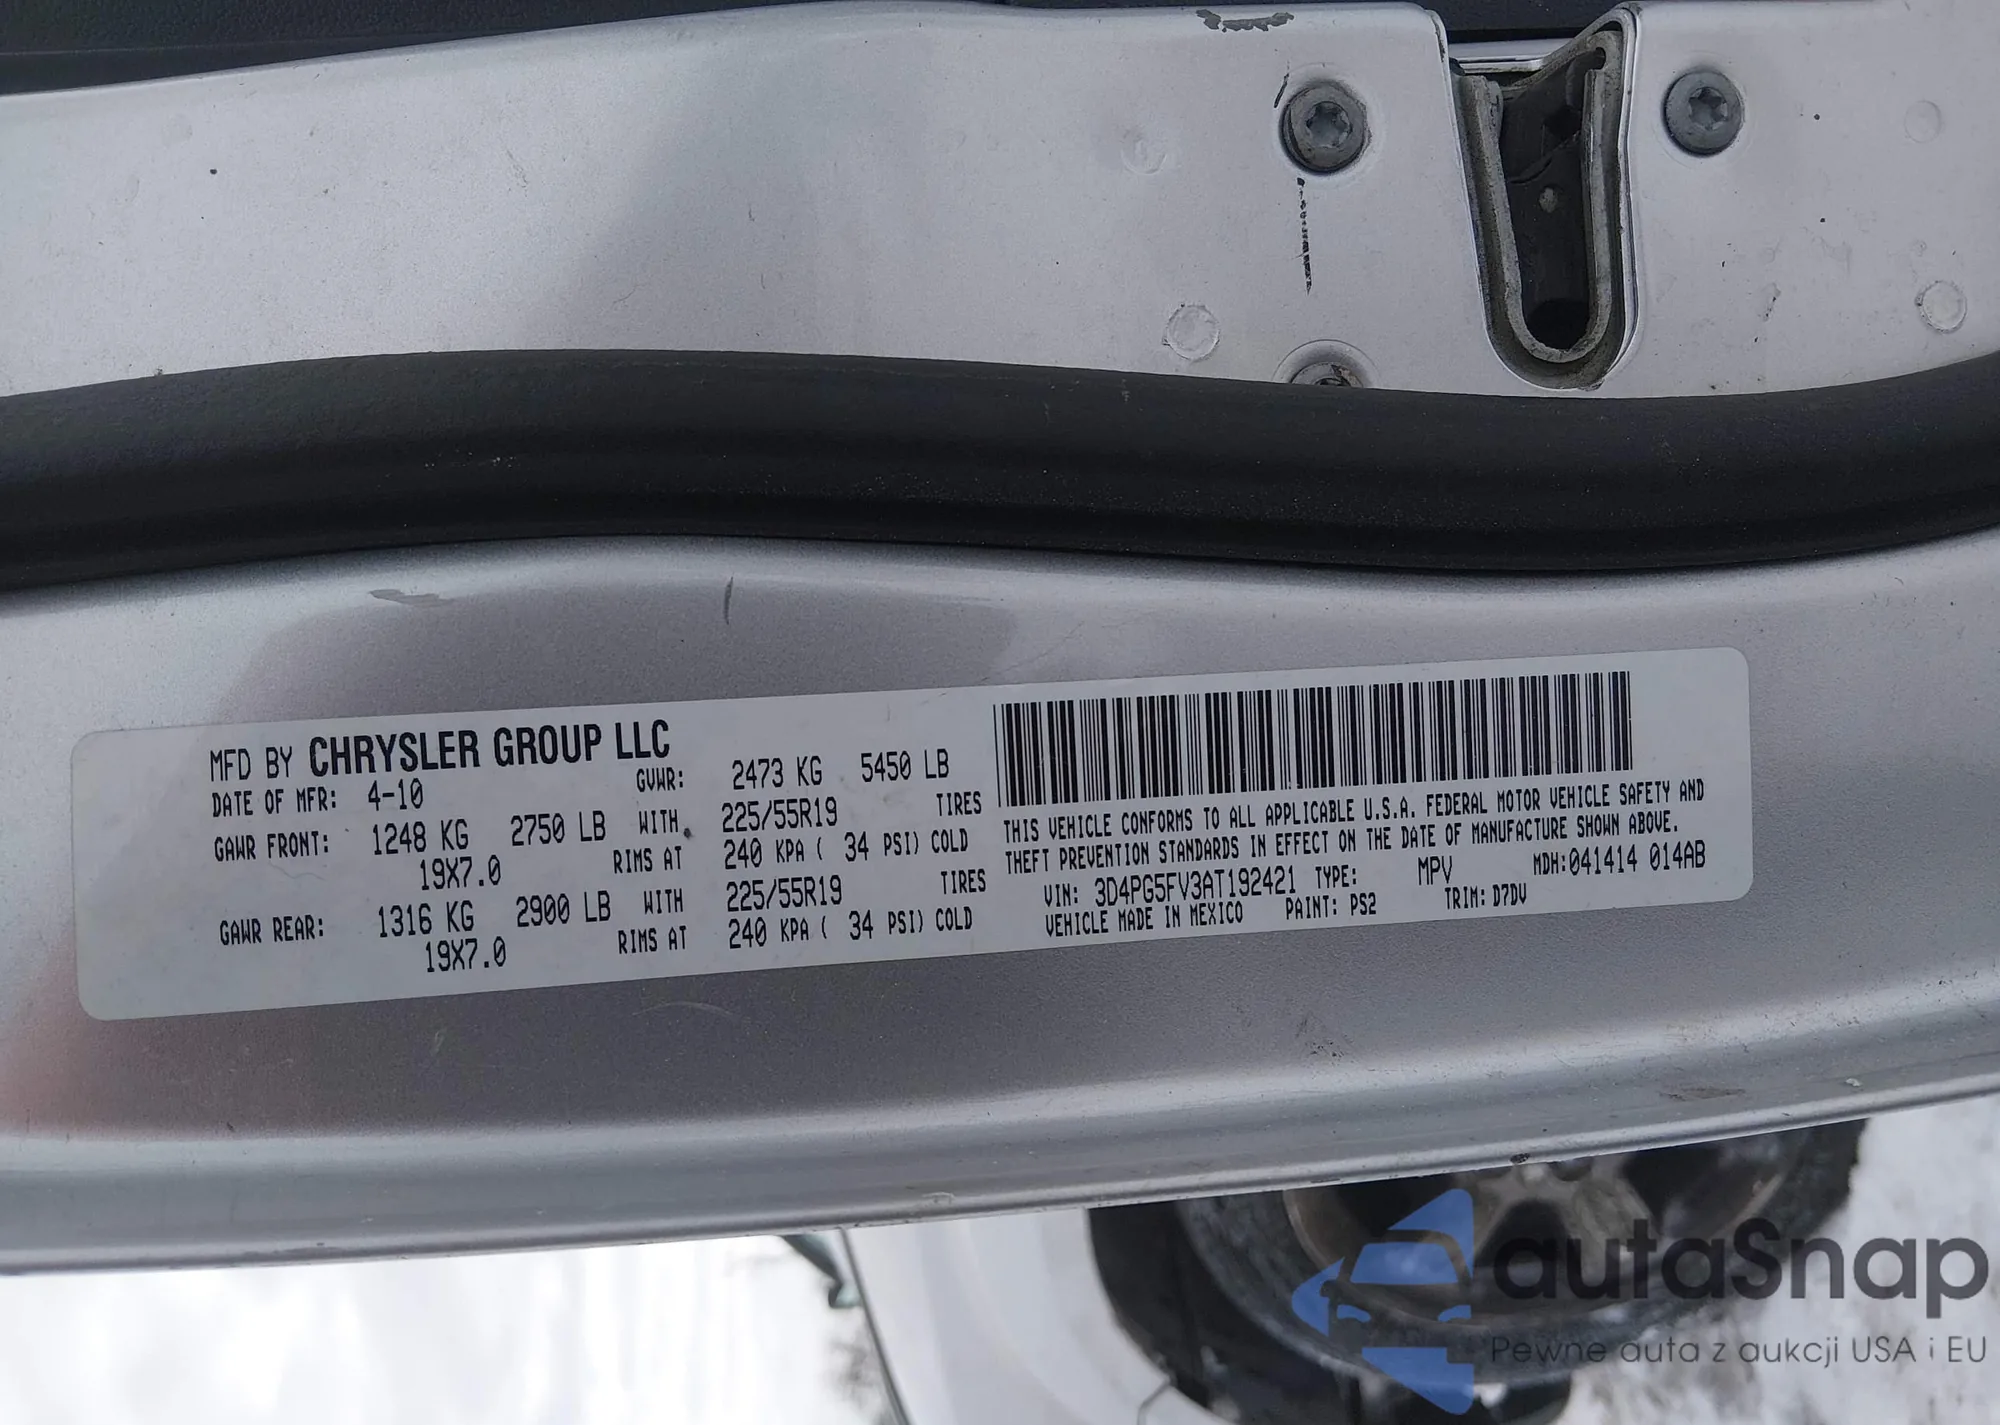 MFD BY CHRYSLER GROUP LLC
DATE OF MFR: 4-10 GVWR: 2473 KG 5450 LB
GAWR FRONT: 1248 KG 2750 LB WITH 225/55R19 TIRES
19X7.0 RIMS AT 240 KPA ( 34 PSI) COLD
GAWR REAR: 1316 KG 2900 LB WITH 225/55R19 TIRES
19X7.0 RIMS AT 240 KPA ( 34 PSI) COLD
THIS VEHICLE CONFORMS TO ALL APPLICABLE U.S.A. FEDERAL MOTOR VEHICLE SAFETY AND
THEFT PREVENTION STANDARDS IN EFFECT ON THE DATE OF MANUFACTURE SHOWN ABOVE.
VIN: 3D4PG5FV3AT192421 TYPE: MPV MDH:041414 014AB
VEHICLE MADE IN MEXICO PAINT: PS2 TRIM: D7DV
autaSnap
Pewne auta z aukcji USA i EU